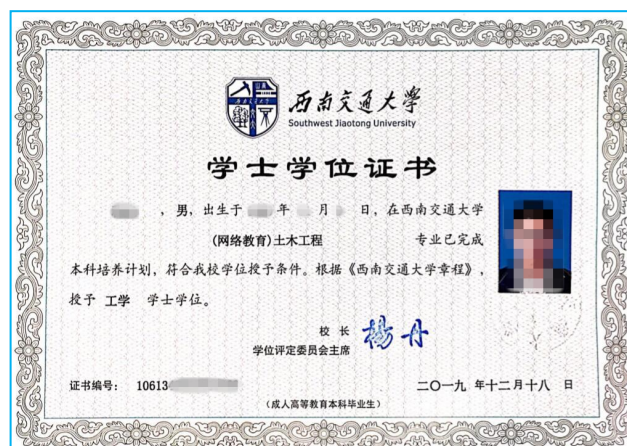 西南交通大学
Southwest Jiaotong University
学士学位证书
，男，出生于 年 月 日，在西南交通大学
(网络教育)土木工程 专业已完成
本科培养计划，符合我校学位授予条件。根据《西南交通大学章程》，
授予 工学 学士学位。
校 长
学位评定委员会主席 杨丹
证书编号： 10613
二〇一九 年十二月十八 日
（成人高等教育本科毕业生）